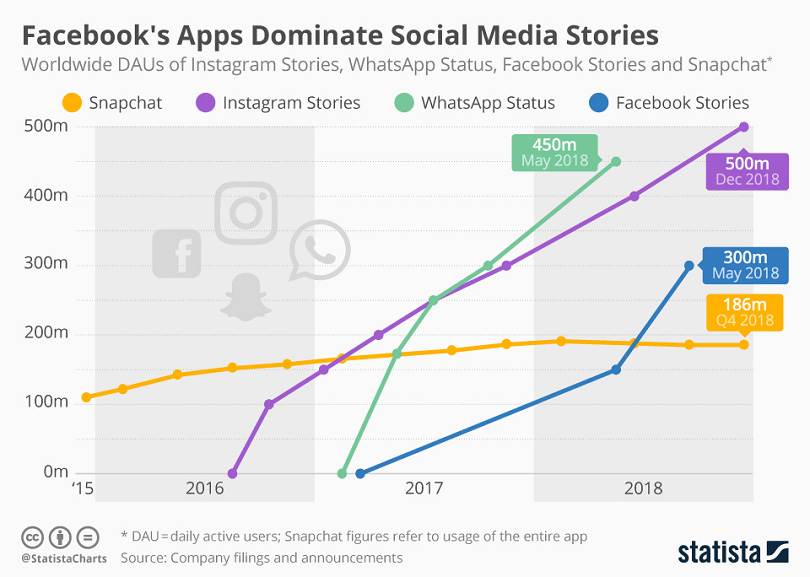 Facebook's Apps Dominate Social Media Stories
Worldwide DAUs of Instagram Stories, WhatsApp Status, Facebook Stories and Snapchat*
Snapchat
Instagram Stories
WhatsApp Status
Facebook Stories
500m
400m
300m
200m
100m
0m
450m
May 2018
500m
Dec 2018
300m
May 2018
186m
Q4 2018
'15
2016
2017
2018
cc
@StatistaCharts
* DAU = daily active users; Snapchat figures refer to usage of the entire app
Source: Company filings and announcements
statista